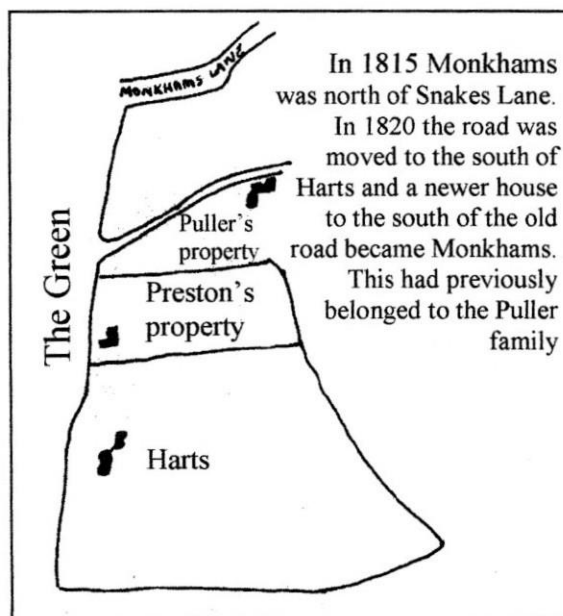 MONKHAMS LANE
In 1815 Monkhams
was north of Snakes Lane.
In 1820 the road was
moved to the south of
Harts and a newer house
to the south of the old
road became Monkhams.
This had previously
belonged to the Puller
family
The Green
Puller's
property
Preston's
property
Harts